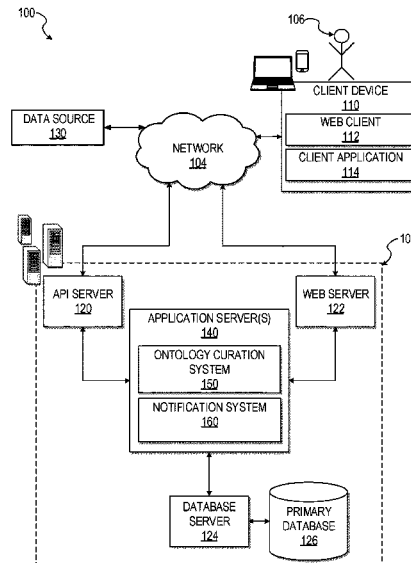 100
106
CLIENT DEVICE
110
WEB CLIENT
112
CLIENT APPLICATION
114
DATA SOURCE
130
NETWORK
104
10
API SERVER
120
WEB SERVER
122
APPLICATION SERVER(S)
140
ONTOLOGY CURATION
SYSTEM
150
NOTIFICATION SYSTEM
160
DATABASE
SERVER
124
PRIMARY
DATABASE
126